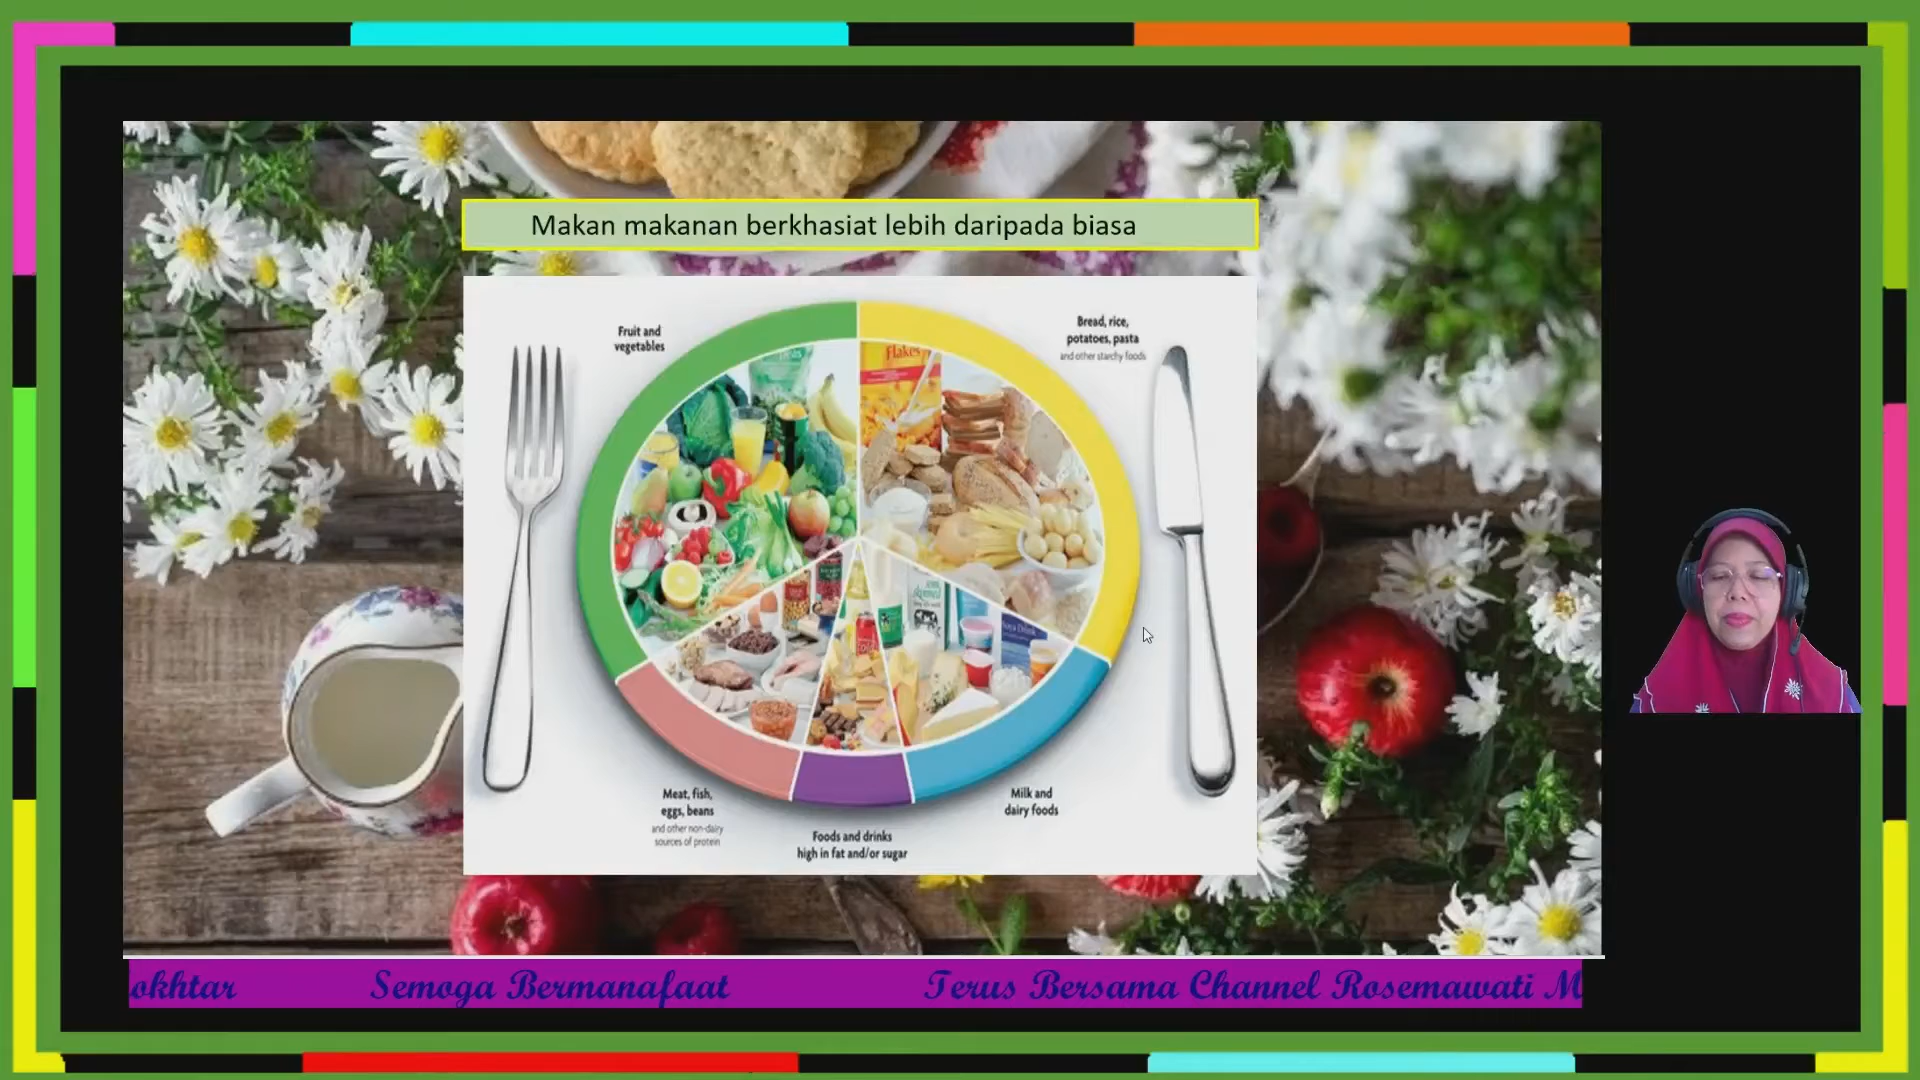 Makan makanan berkhasiat lebih daripada biasa
Fruit and
vegetables
Bread, rice,
potatoes, pasta
and other starchy foods
Flakes
Meat, fish,
eggs, beans
and other non-dairy
sources of protein
Foods and drinks
high in fat and/or sugar
Milk and
dairy foods
okhtar Semoga Bermanafaat Terus Bersama Channel Rosemawati M